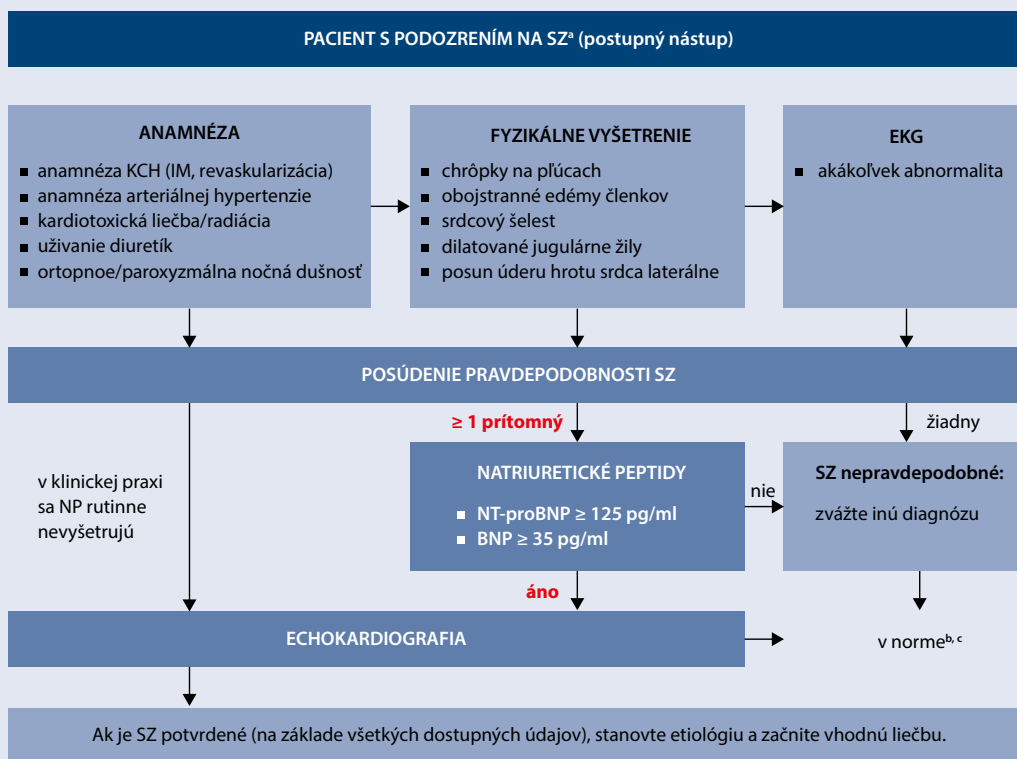 PACIENT S PODOZRENÍM NA SZᵃ (postupný nástup)
ANAMNÉZA
■ anamnéza KCH (IM, revaskularizácia)
■ anamnéza arteriálnej hypertenzie
■ kardiotoxická liečba/radiácia
■ uživanie diuretík
■ ortopnoe/paroxyzmálna nočná dušnosť
FYZIKÁLNE VYŠETRENIE
■ chrôpky na pľúcach
■ obojstranné edémy členkov
■ srdcový šelest
■ dilatované jugulárne žily
■ posun úderu hrotu srdca laterálne
EKG
■ akákoľvek abnormalita
POSÚDENIE PRAVDEPODOBNOSTI SZ
≥ 1 prítomný
žiadny
v klinickej praxi
sa NP rutinne
nevyšetrujú
NATRIURETICKÉ PEPTIDY
■ NT-proBNP ≥ 125 pg/ml
■ BNP ≥ 35 pg/ml
nie
SZ nepravdepodobné:
zvážte inú diagnózu
áno
ECHOKARDIOGRAFIA
v normeᵇ, ᶜ
Ak je SZ potvrdené (na základe všetkých dostupných údajov), stanovte etiológiu a začnite vhodnú liečbu.